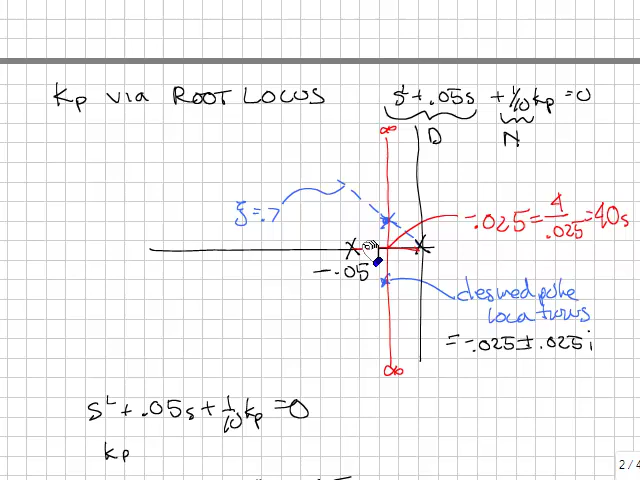 Kp via ROOT LOCUS
s² + .05s + 1/10 Kp = 0
D
N
∞
ξ = .7
-.025 = 4/.025 = 40s
-.05
desired pole
locations
= -.025 ± .025 i
∞
s² + .05s + 1/10 Kp = 0
Kp
2 / 4